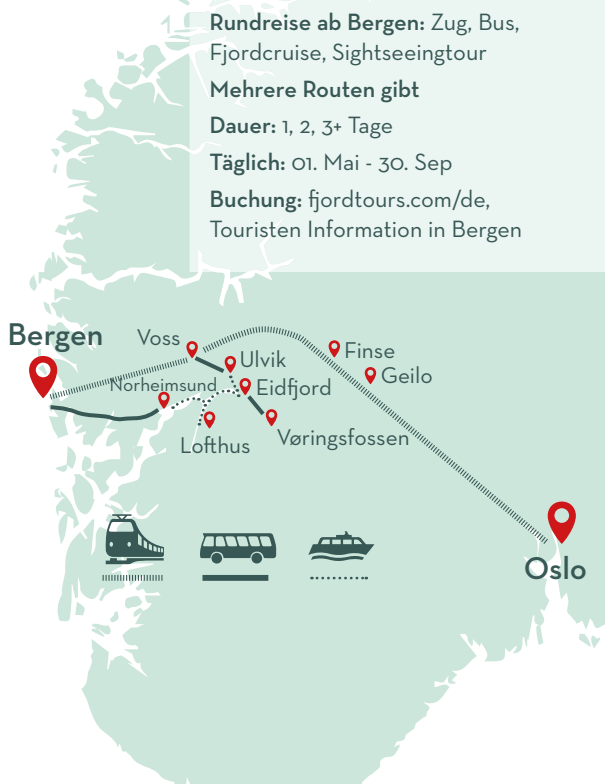 Rundreise ab Bergen: Zug, Bus,
Fjordcruise, Sightseeingtour
Mehrere Routen gibt
Dauer: 1, 2, 3+ Tage
Täglich: 01. Mai - 30. Sep
Buchung: fjordtours.com/de,
Touristen Information in Bergen
Bergen
Voss
Ulvik
Finse
Geilo
Norheimsund
Eidfjord
Lofthus
Vøringsfossen
Oslo